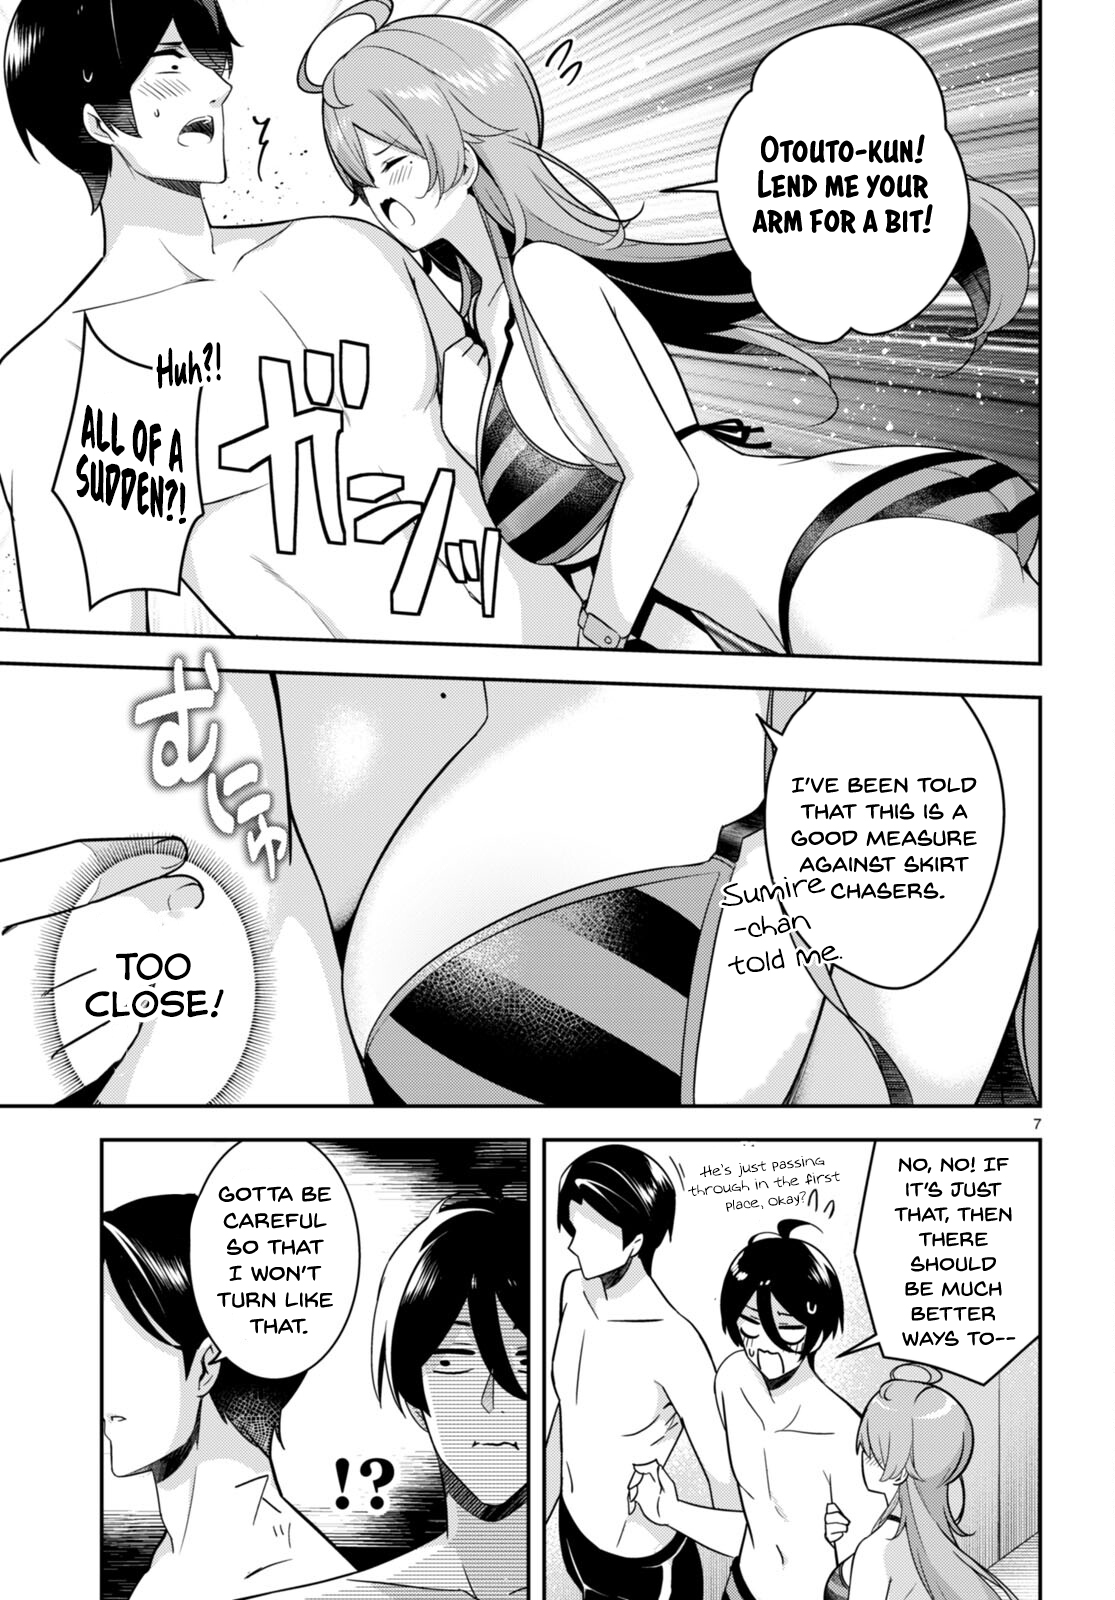 OTOUTO-KUN!
LEND ME YOUR
ARM FOR A BIT!
Huh?!
ALL OF A
SUDDEN?!
ガシッ
I'VE BEEN TOLD
THAT THIS IS A
GOOD MEASURE
AGAINST SKIRT
CHASERS.
Sumire
-chan
told me.
むにゅ
TOO
CLOSE!
7
NO, NO! IF
IT'S JUST
THAT, THEN
THERE
SHOULD
BE MUCH
BETTER
WAYS TO--
He's just passing
through in the first
place, okay?
GOTTA BE
CAREFUL
SO THAT
I WON'T
TURN LIKE
THAT.
!?